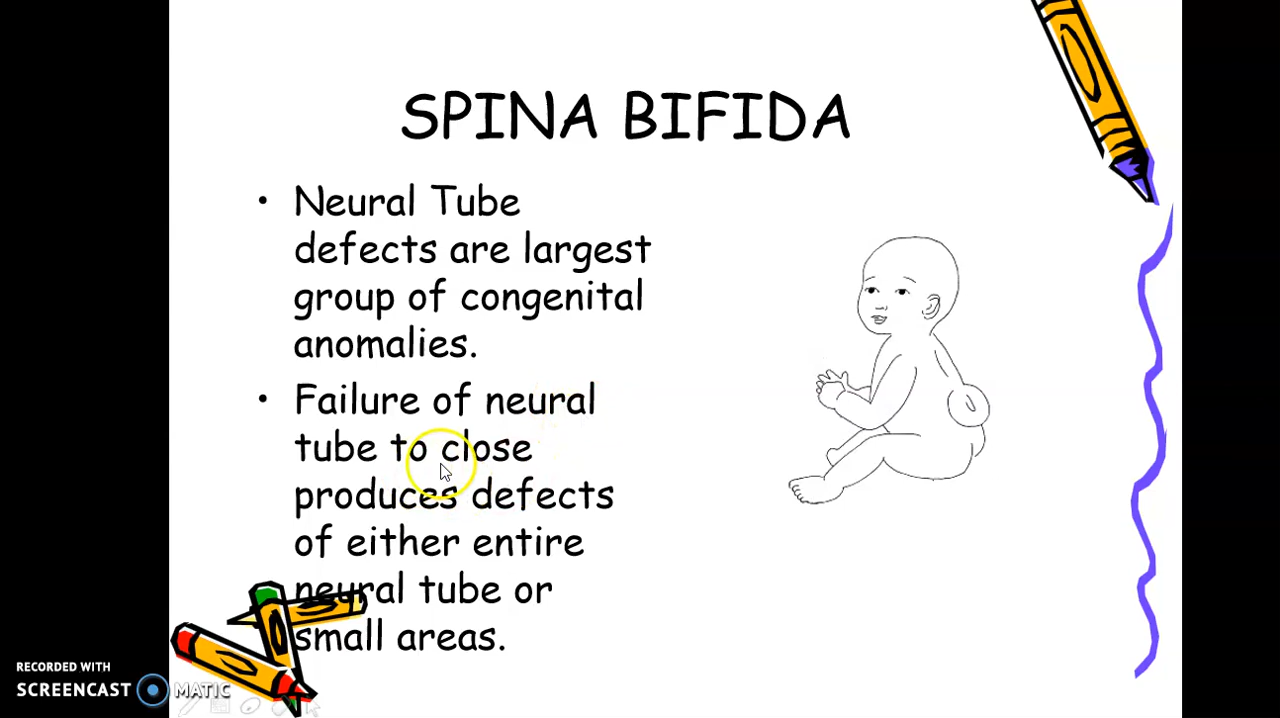 SPINA BIFIDA
• Neural Tube
defects are largest
group of congenital
anomalies.
• Failure of neural
tube to close
produces defects
of either entire
neural tube or
small areas.
RECORDED WITH
SCREENCAST MATIC